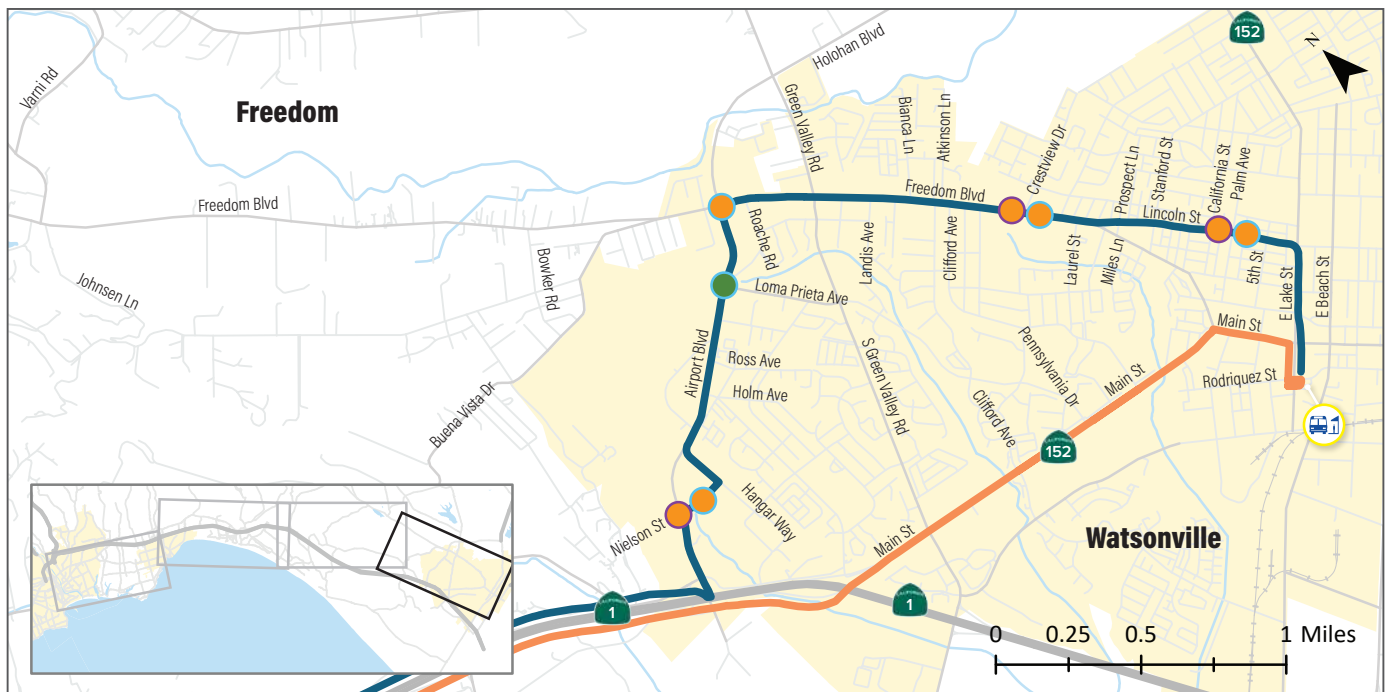 CALIFORNIA
152
N
Holohan Blvd
Varni Rd
Freedom
Green Valley Rd
Bianca Ln
Atkinson Ln
Crestview Dr
Prospect Ln
Stanford St
California St
Palm Ave
Freedom Blvd
Freedom Blvd
Lincoln St
Roache Rd
Landis Ave
Clifford Ave
Laurel St
Miles Ln
5th St
E Lake St
E Beach St
Bowker Rd
Johnsen Ln
Loma Prieta Ave
Main St
Airport Blvd
Ross Ave
Holm Ave
S Green Valley Rd
Pennsylvania Dr
Main St
Rodriquez St
Buena Vista Dr
Clifford Ave
CALIFORNIA
152
Hangar Way
Nielson St
Main St
Watsonville
CALIFORNIA
1
CALIFORNIA
1
0 0.25 0.5 1 Miles